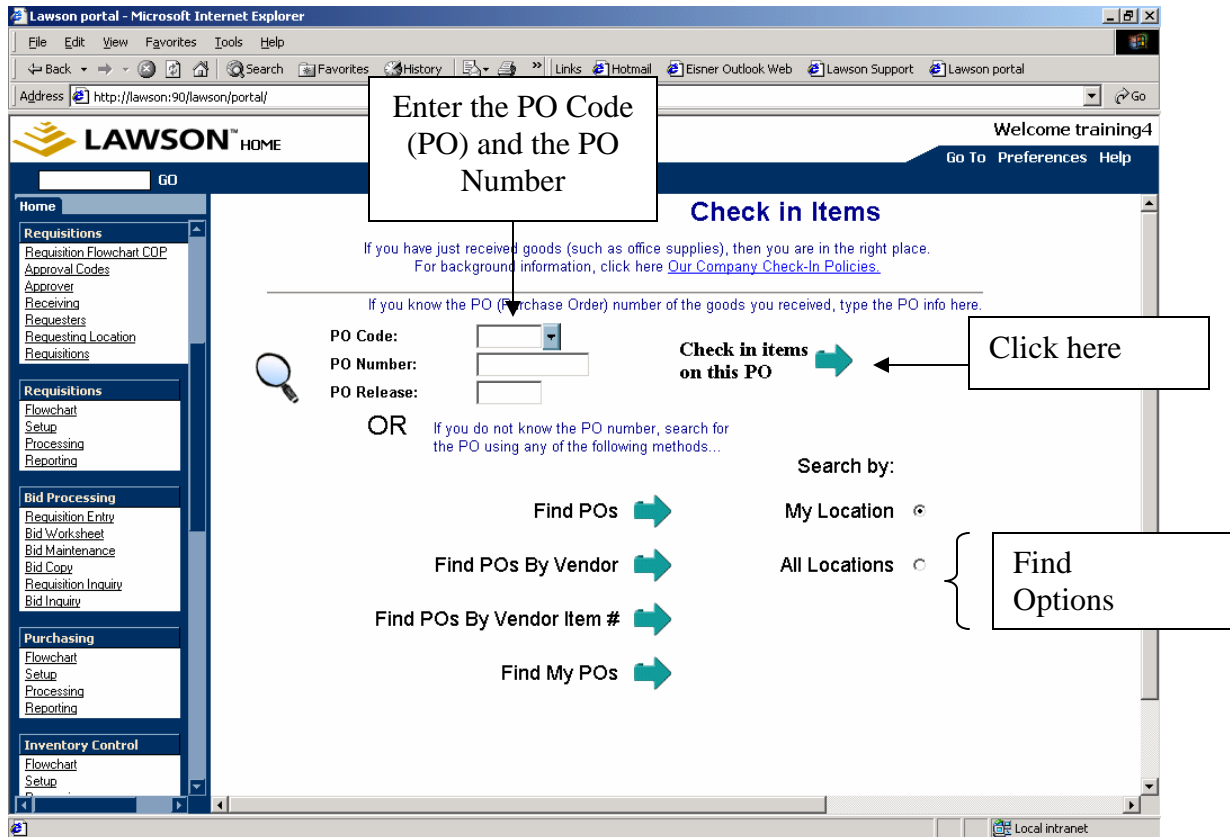 Lawson portal - Microsoft Internet Explorer
File Edit View Favorites Tools Help
Back Search Favorites History » Links Hotmail Eisner Outlook Web Lawson Support Lawson portal
Address http://lawson:90/lawson/portal/ Go
Enter the PO Code
(PO) and the PO
Number
LAWSON™ HOME
Welcome training4
Go To Preferences Help
GO
Home
Requisitions
Requisition Flowchart COP
Approval Codes
Approver
Receiving
Requesters
Requesting Location
Requisitions
Requisitions
Flowchart
Setup
Processing
Reporting
Bid Processing
Requisition Entry
Bid Worksheet
Bid Maintenance
Bid Copy
Requisition Inquiry
Bid Inquiry
Purchasing
Flowchart
Setup
Processing
Reporting
Inventory Control
Flowchart
Setup
Check in Items
If you have just received goods (such as office supplies), then you are in the right place.
For background information, click here Our Company Check-In Policies.
If you know the PO (Purchase Order) number of the goods you received, type the PO info here.
PO Code:
PO Number:
PO Release:
Check in items
on this PO
Click here
OR
If you do not know the PO number, search for
the PO using any of the following methods...
Search by:
Find POs
My Location
Find POs By Vendor
All Locations
Find POs By Vendor Item #
Find My POs
Find
Options
Local intranet